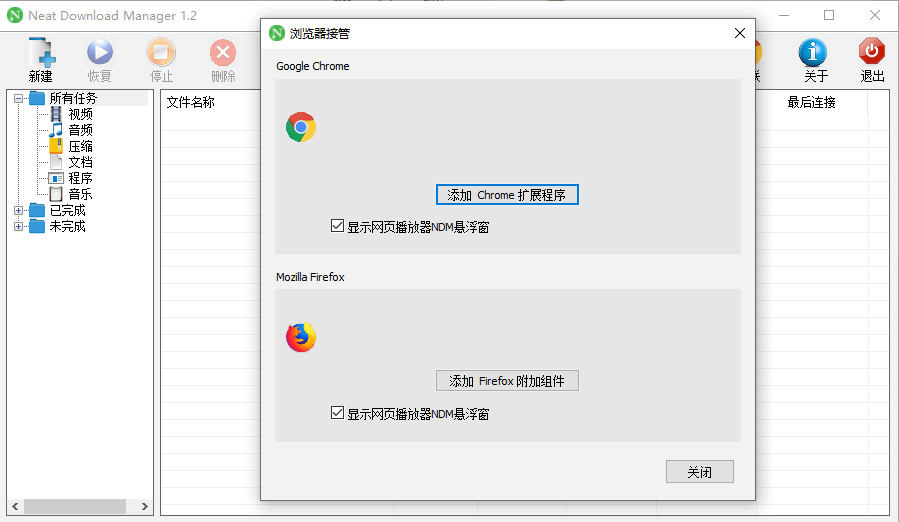 Neat Download Manager 1.2
新建
恢复
停止
删除
关于
退出
所有任务
视频
音频
压缩
文档
程序
音乐
已完成
未完成
文件名称
最后连接
浏览器接管
Google Chrome
添加 Chrome 扩展程序
显示网页播放器NDM悬浮窗
Mozilla Firefox
添加 Firefox 附加组件
显示网页播放器NDM悬浮窗
关闭